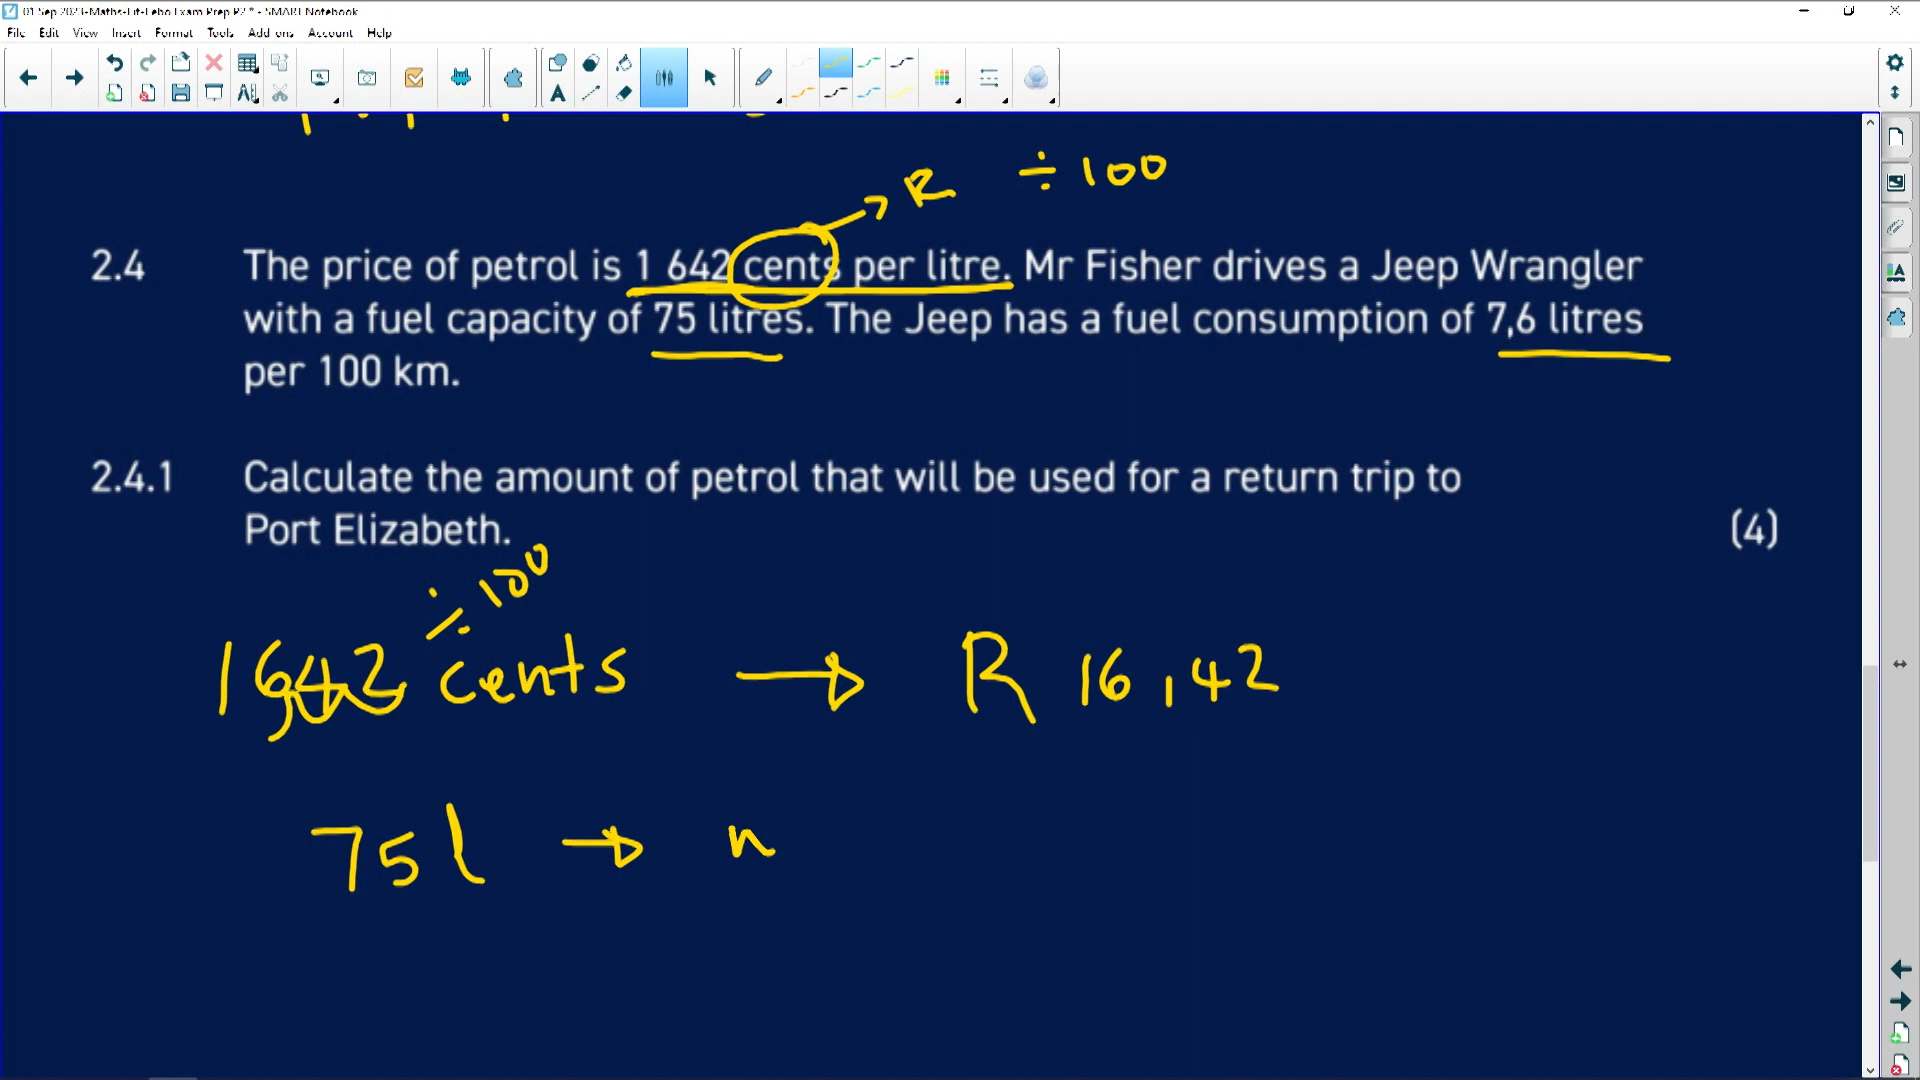 File Edit View Insert Format Tools Add-ons Account Help
R ÷ 100
2.4 The price of petrol is 1 642 cents per litre. Mr Fisher drives a Jeep Wrangler
with a fuel capacity of 75 litres. The Jeep has a fuel consumption of 7,6 litres
per 100 km.
2.4.1 Calculate the amount of petrol that will be used for a return trip to
Port Elizabeth. (4)
÷ 100
1642 cents → R 16,42
75 l → n